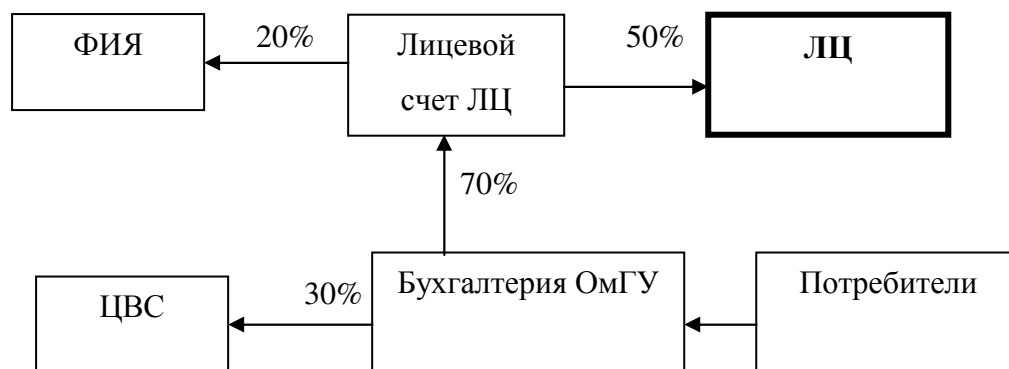 ФИЯ
20%
Лицевой
счет ЛЦ
50%
ЛЦ
70%
ЦВС
30%
Бухгалтерия ОмГУ
Потребители